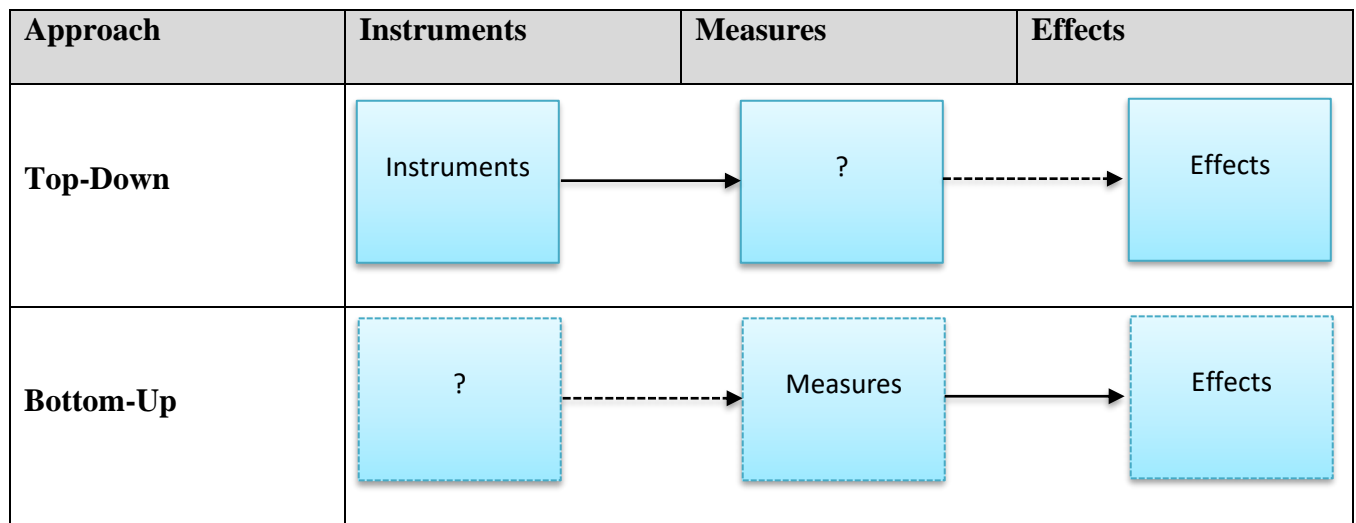 Approach Instruments Measures Effects
Top-Down Instruments ? Effects
Bottom-Up ? Measures Effects